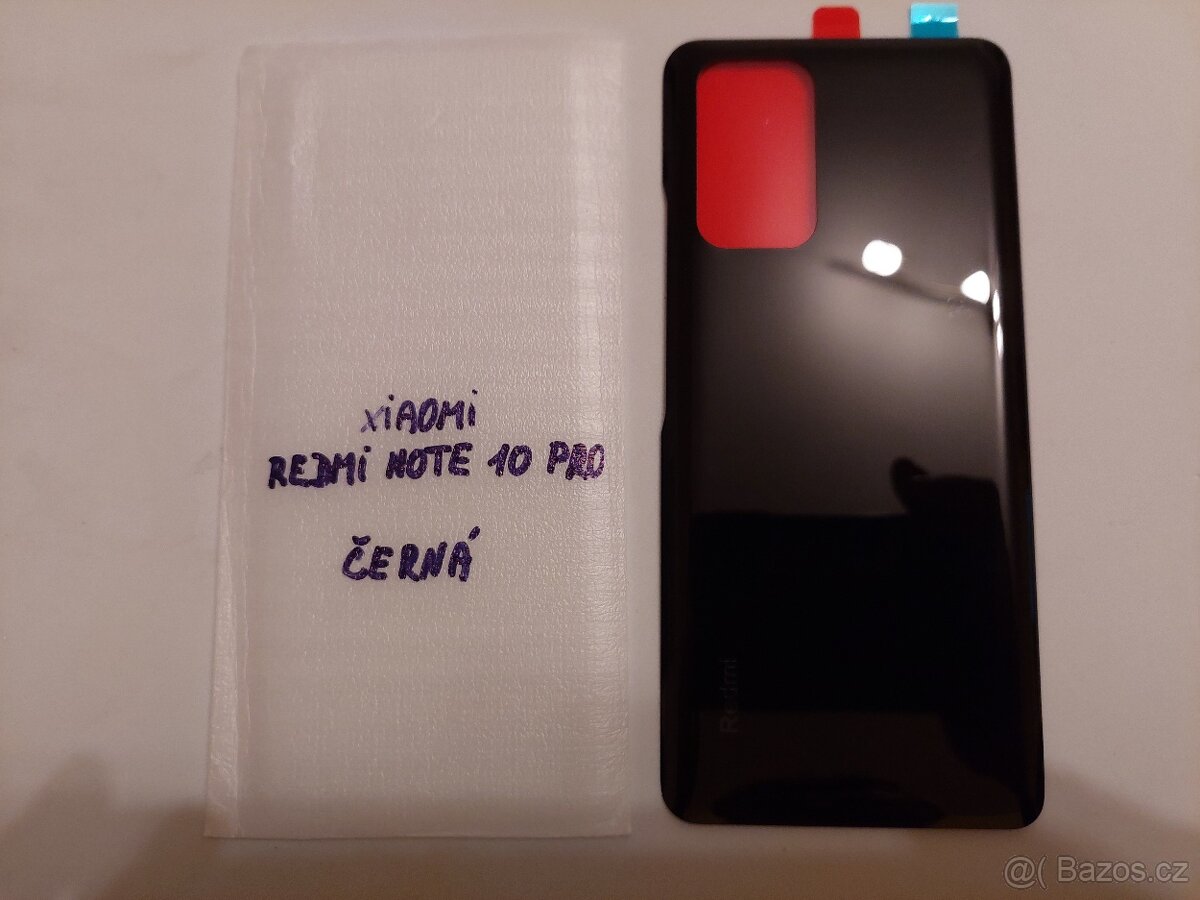 XiAOMi
REDMi NOTE 10 PRO
ČERNÁ
Redmi
@( Bazos.cz